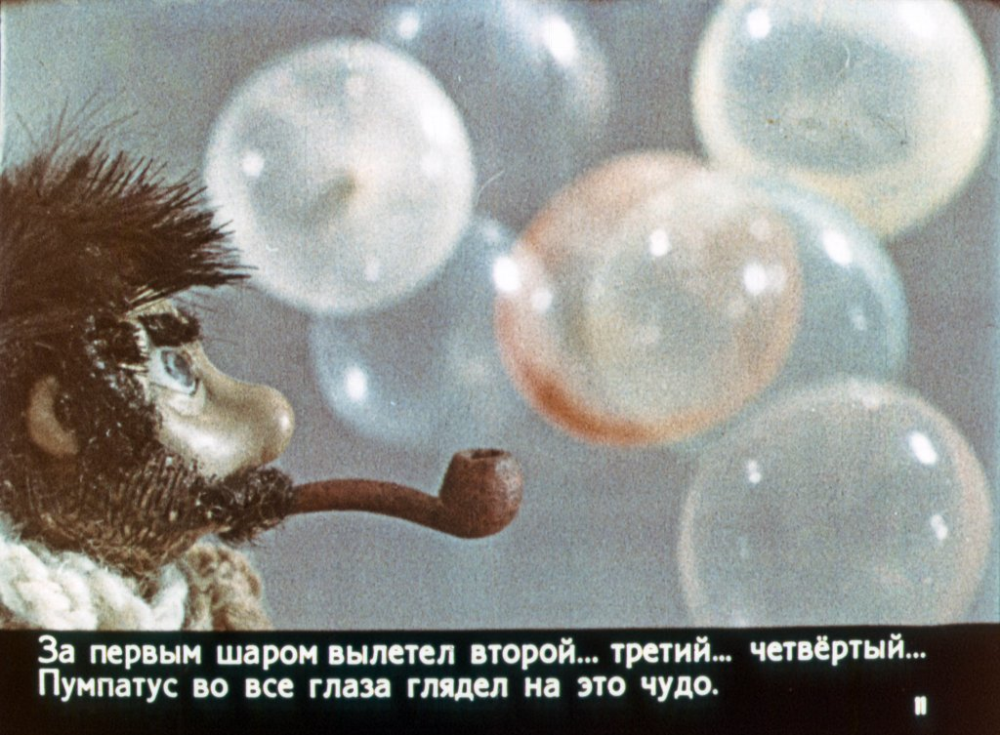 За первым шаром вылетел второй... третий... четвёртый...
Пумпатус во все глаза глядел на это чудо.
11